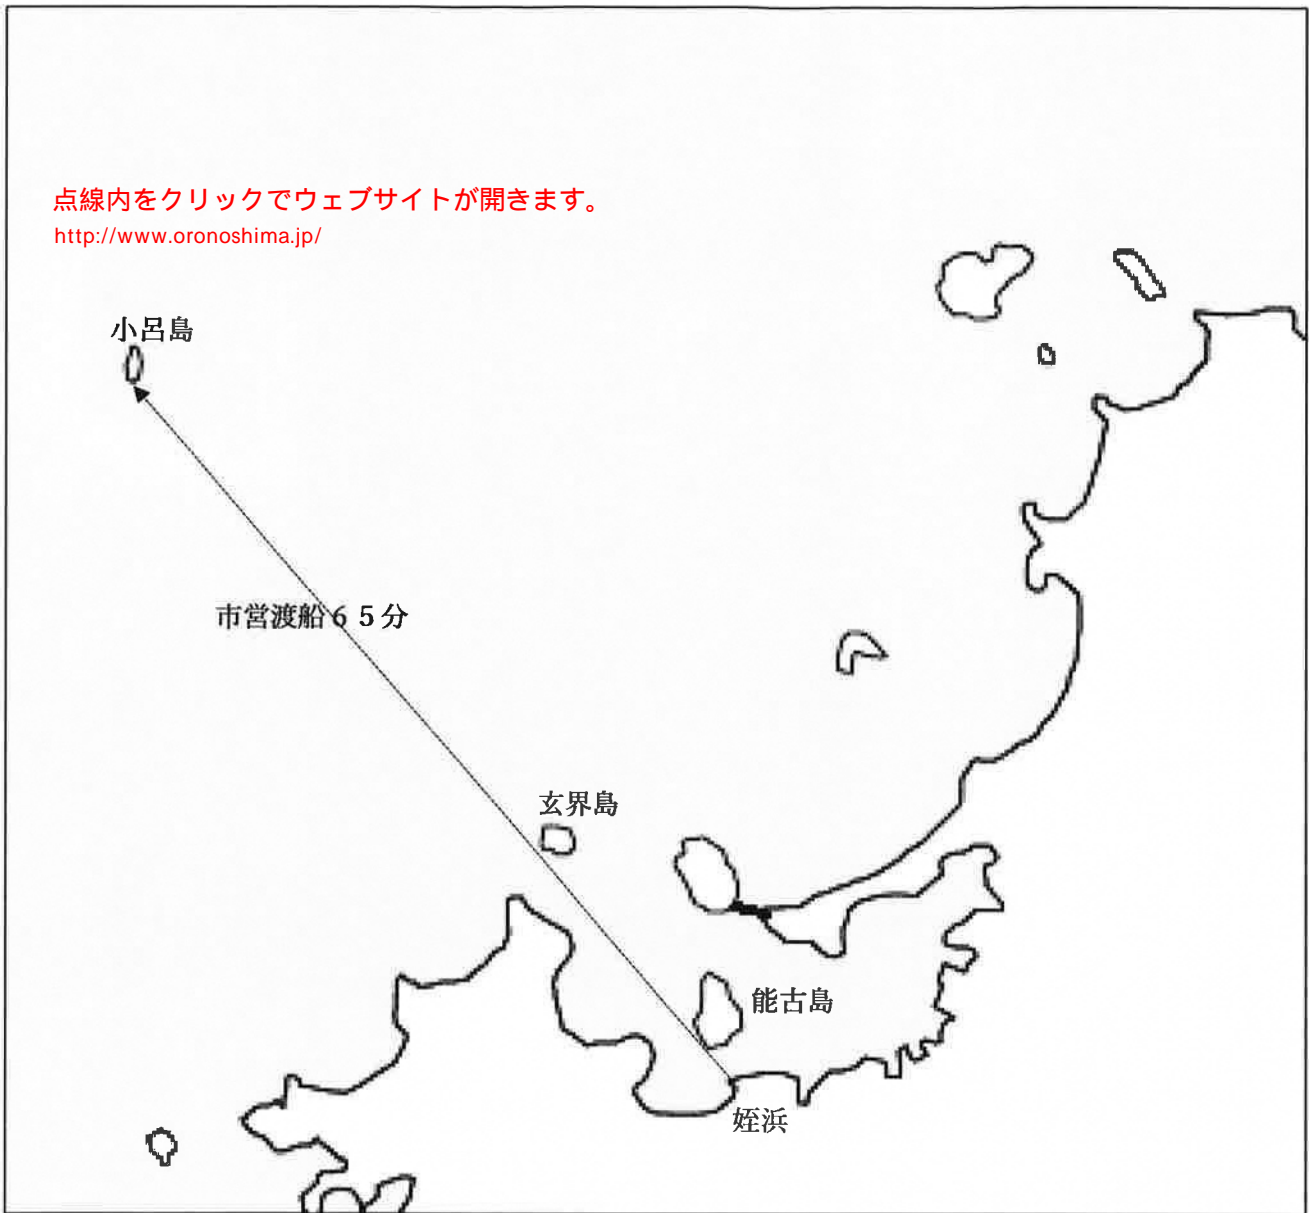 点線内をクリックでウェブサイトが開きます。
http://www.oronoshima.jp/
小呂島
市営渡船６５分
玄界島
能古島
姪浜